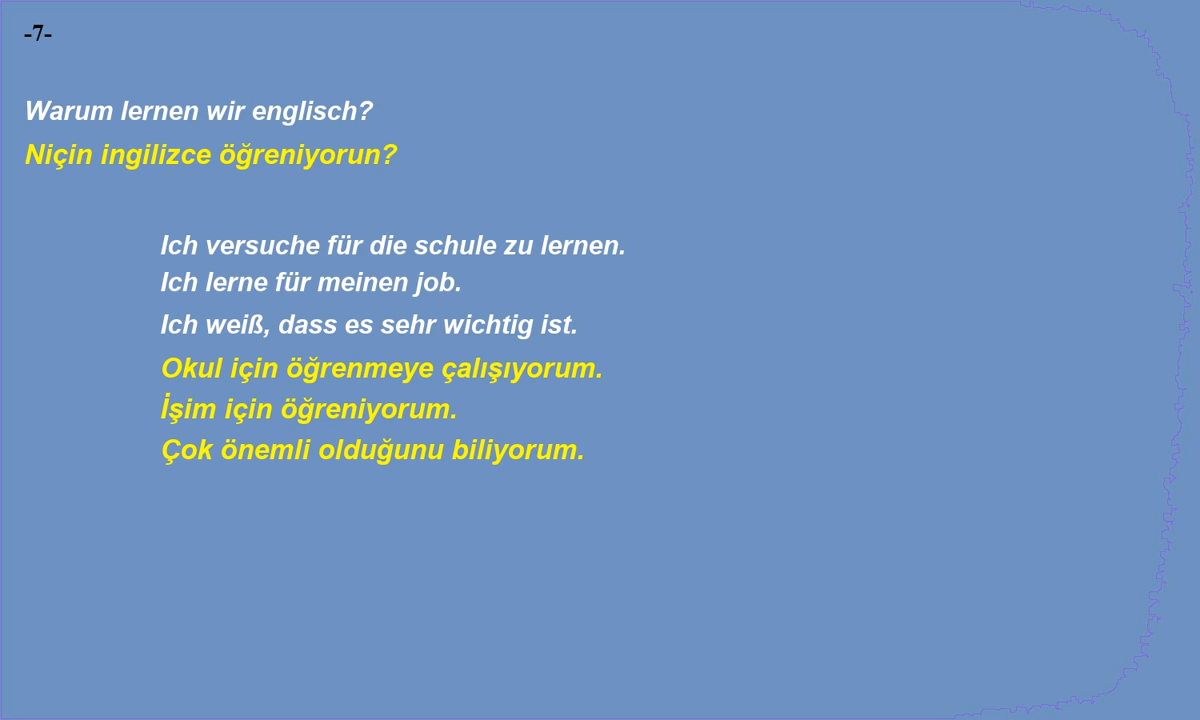 -7-
Warum lernen wir englisch?
Niçin ingilizce öğreniyorun?
Ich versuche für die schule zu lernen.
Ich lerne für meinen job.
Ich weiß, dass es sehr wichtig ist.
Okul için öğrenmeye çalışıyorum.
İşim için öğreniyorum.
Çok önemli olduğunu biliyorum.